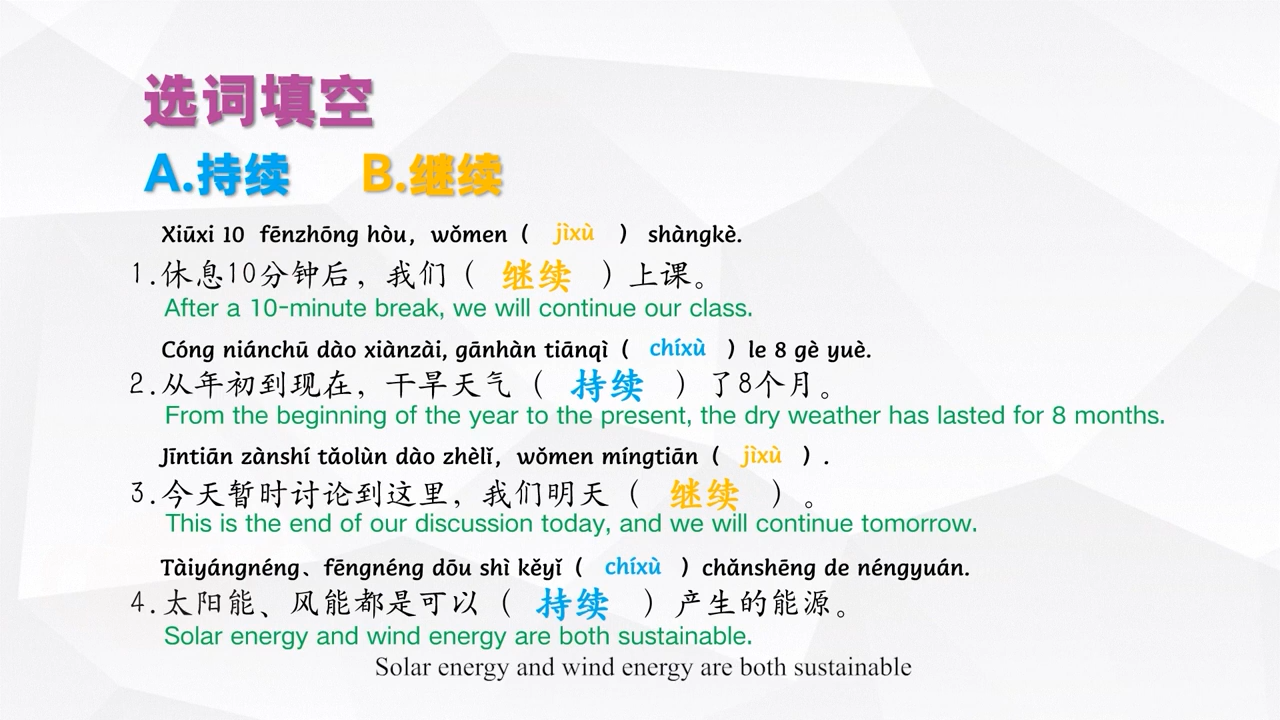 选词填空
A.持续 B.继续
Xiūxi 10 fēnzhōng hòu, wǒmen ( jìxù ) shàngkè.
1.休息10分钟后，我们（ 继续 ）上课。
After a 10-minute break, we will continue our class.
Cóng niánchū dào xiànzài, gānhàn tiānqì ( chíxù ) le 8 gè yuè.
2.从年初到现在，干旱天气（ 持续 ）了8个月。
From the beginning of the year to the present, the dry weather has lasted for 8 months.
Jīntiān zànshí tǎolùn dào zhèlǐ, wǒmen míngtiān ( jìxù ) .
3.今天暂时讨论到这里，我们明天（ 继续 ）。
This is the end of our discussion today, and we will continue tomorrow.
Tàiyángnéng、fēngnéng dōu shì kěyǐ ( chíxù ) chǎnshēng de néngyuán.
4.太阳能、风能都是可以（ 持续 ）产生的能源。
Solar energy and wind energy are both sustainable.
Solar energy and wind energy are both sustainable